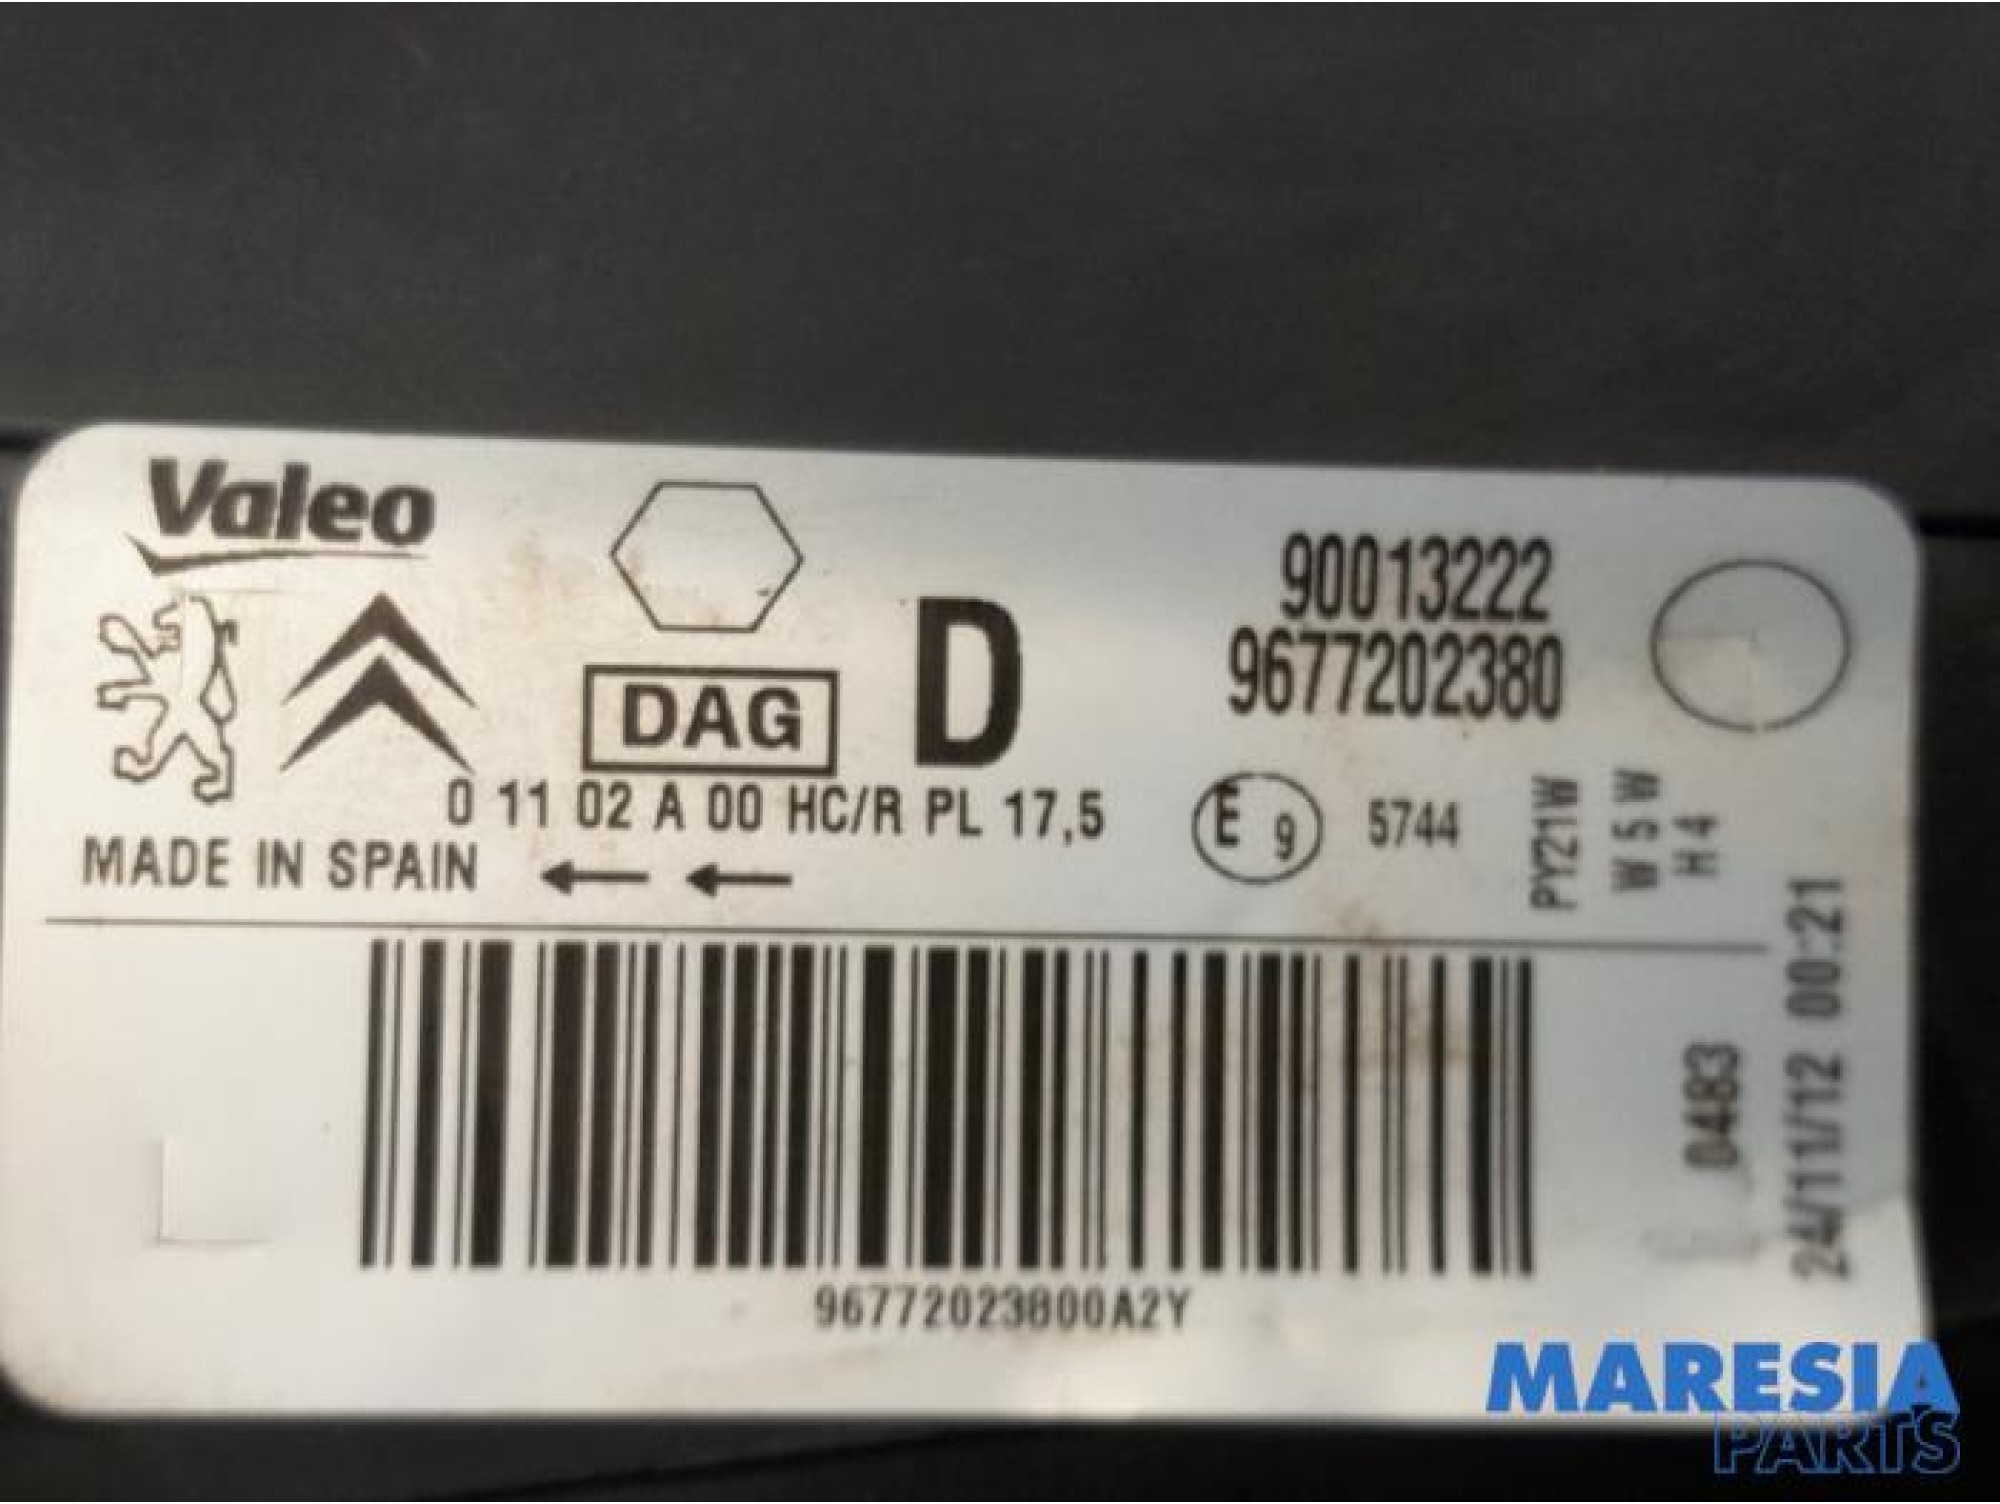 Valeo
DAG
D
90013222
9677202380
0 11 02 A 00 HC/R PL 17,5
E 9
5744
PY21W
W5W
H4
MADE IN SPAIN
96772023800A2Y
0483
24/11/12 00:21
MARESIA
PARTS